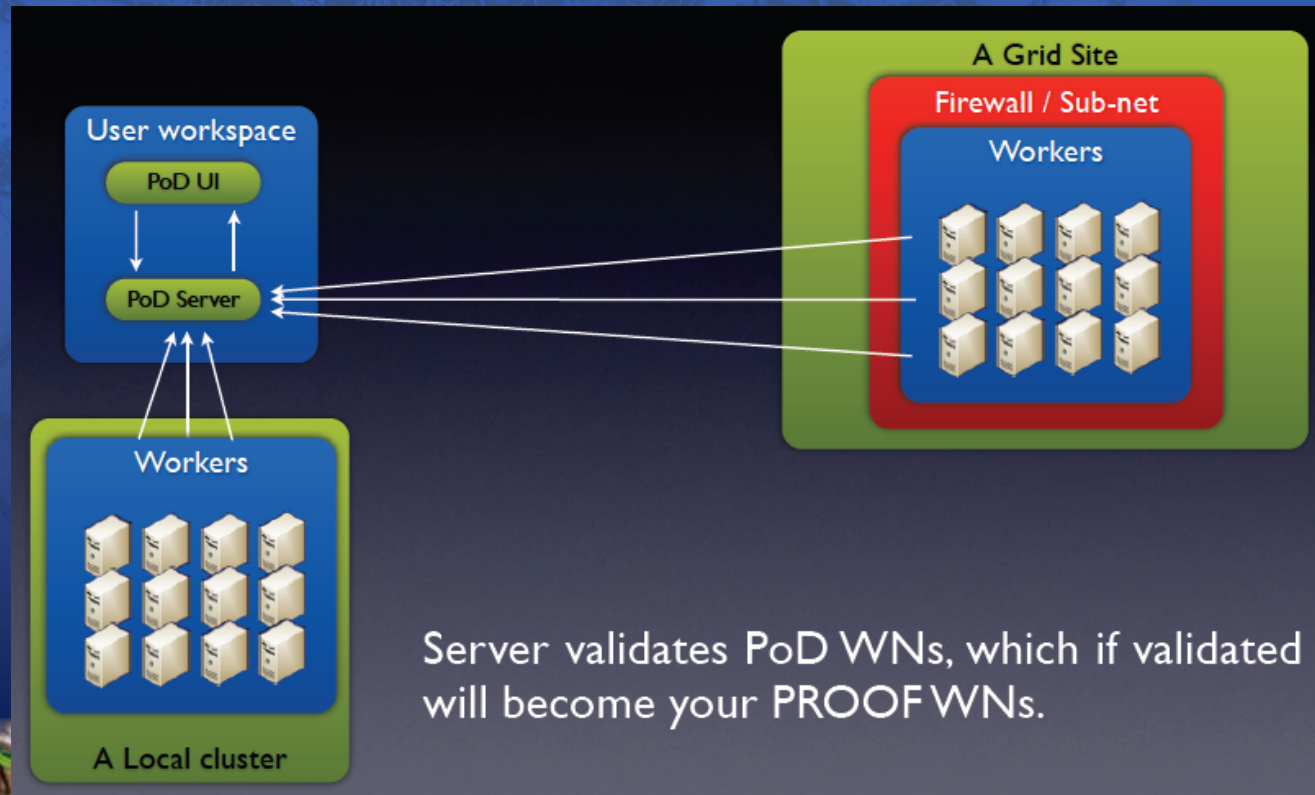 A Grid Site
Firewall / Sub-net
Workers
User workspace
PoD UI
PoD Server
Workers
A Local cluster
Server validates PoD WNs, which if validated
will become your PROOF WNs.